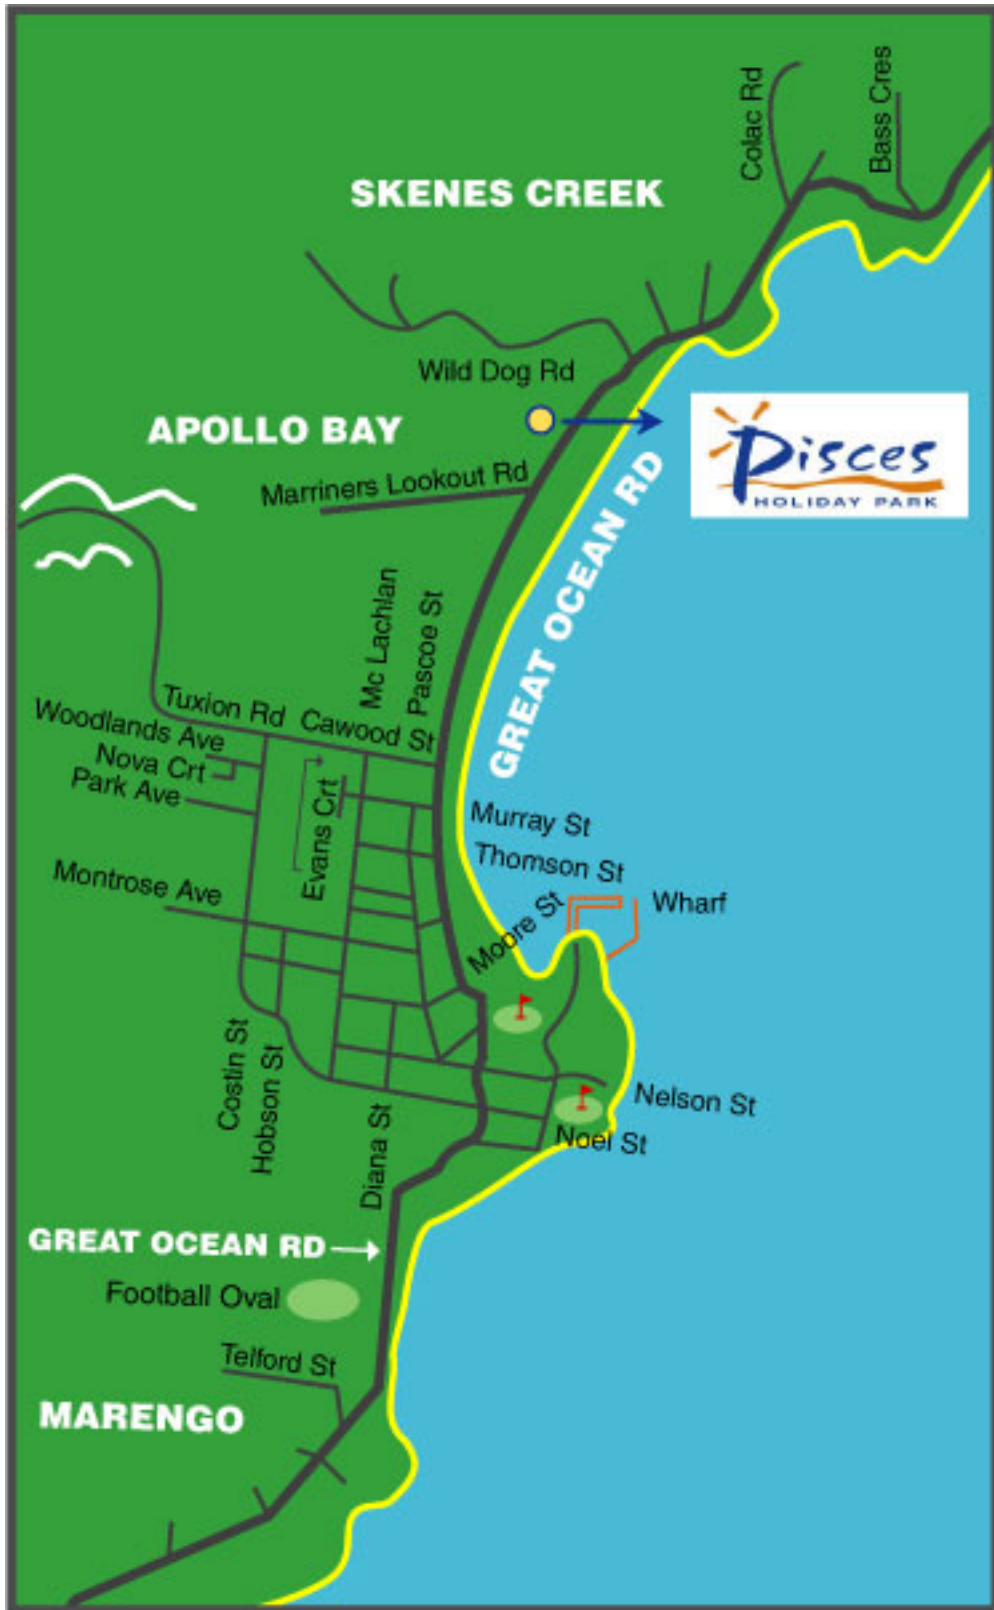 Colac Rd
Bass Cres
SKENES CREEK
Wild Dog Rd
APOLLO BAY
Pisces
HOLIDAY PARK
Marriners Lookout Rd
GREAT OCEAN RD
Mc Lachlan
Pascoe St
Tuxion Rd
Cawood St
Woodlands Ave
Nova Crt
Park Ave
Evans Crt
Murray St
Thomson St
Montrose Ave
Moore St
Wharf
Costin St
Hobson St
Diana St
Nelson St
Noel St
GREAT OCEAN RD
Football Oval
Telford St
MARENGO